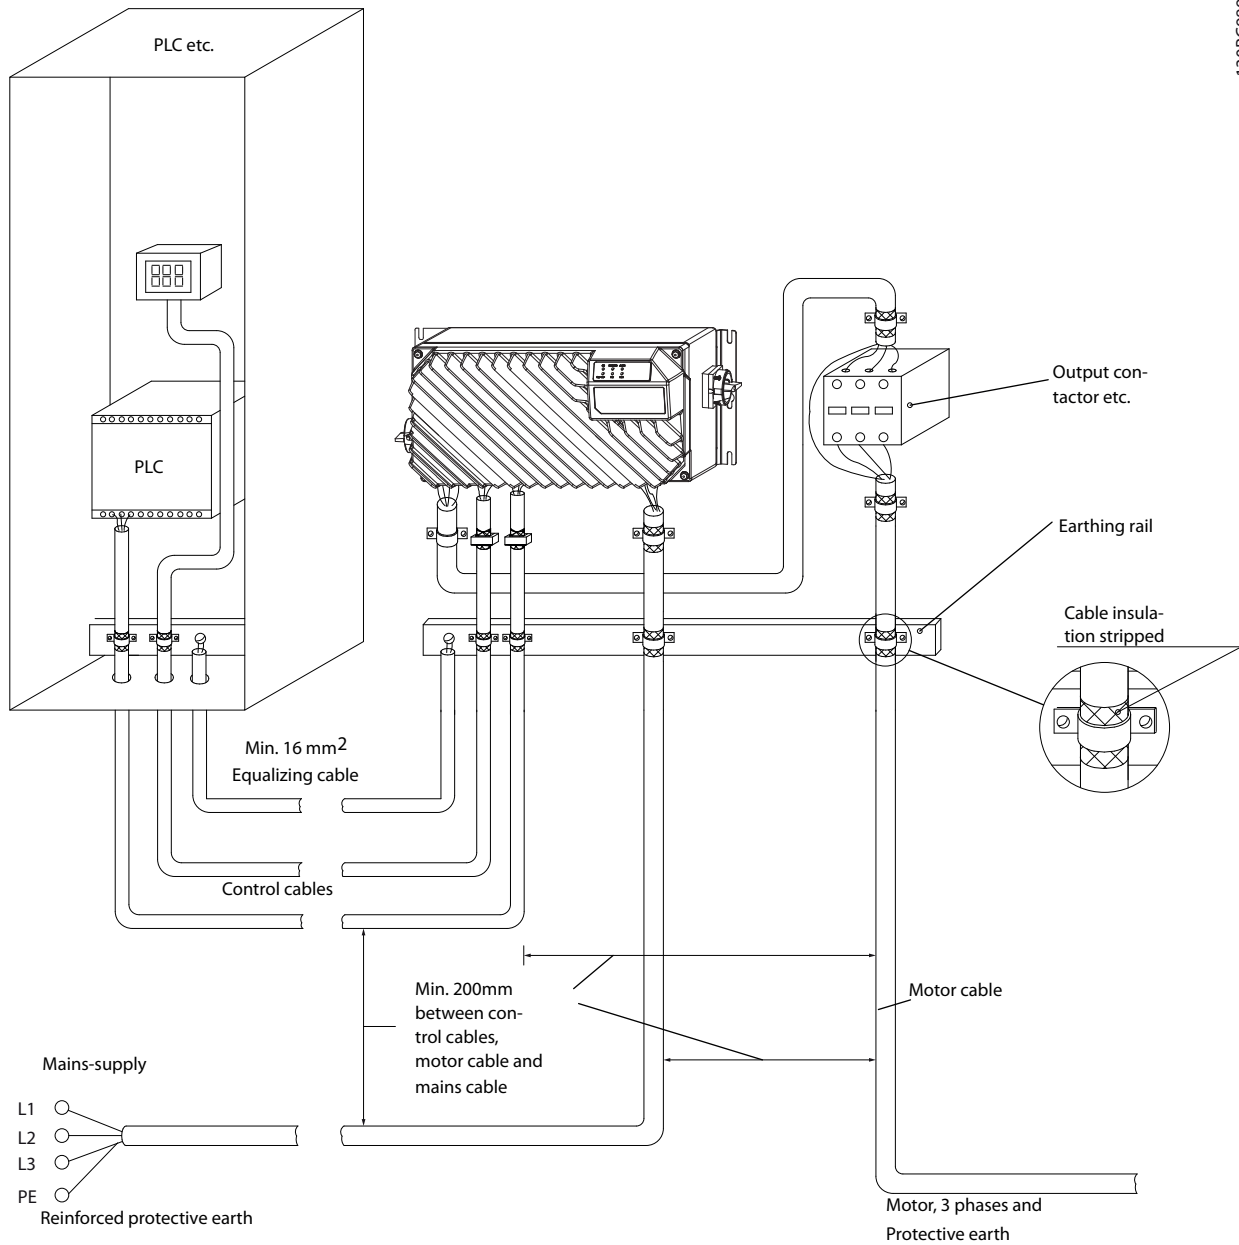 PLC etc.
PLC
Output con-
tactor etc.
Earthing rail
Cable insula-
tion stripped
Min. 16 mm2
Equalizing cable
Control cables
Min. 200mm
between con-
trol cables,
motor cable and
mains cable
Motor cable
Mains-supply
L1
L2
L3
PE
Reinforced protective earth
Motor, 3 phases and
Protective earth